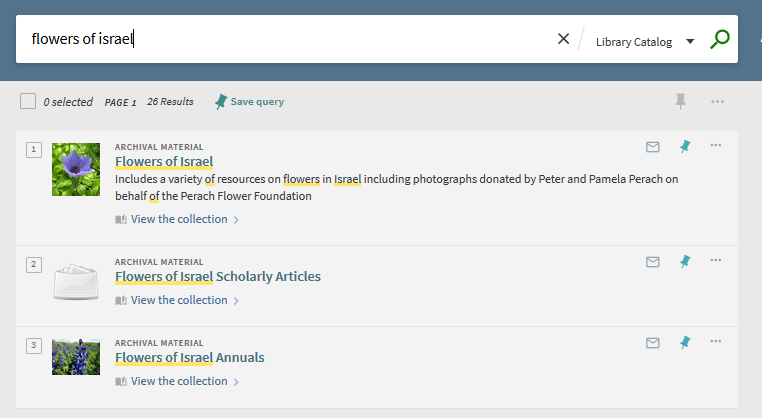 flowers of israel
Library Catalog
0 selected PAGE 1 26 Results Save query
1
ARCHIVAL MATERIAL
Flowers of Israel
Includes a variety of resources on flowers in Israel including photographs donated by Peter and Pamela Perach on
behalf of the Perach Flower Foundation
View the collection
2
ARCHIVAL MATERIAL
Flowers of Israel Scholarly Articles
View the collection
3
ARCHIVAL MATERIAL
Flowers of Israel Annuals
View the collection